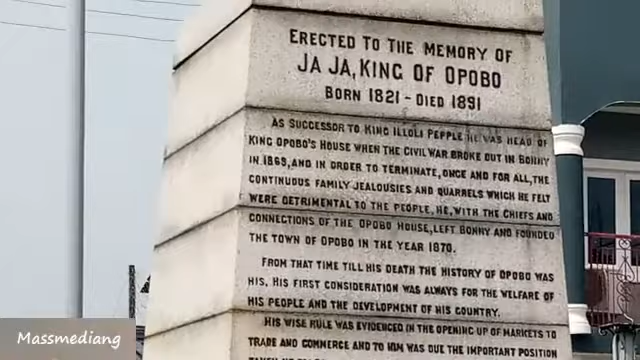 ERECTED TO THE MEMORY OF
JA JA, KING OF OPOBO
BORN 1821 - DIED 1891
AS SUCCESSOR TO KING ILLOLI PEPPLE HE WAS HEAD OF
KING OPOBO'S HOUSE WHEN THE CIVIL WAR BROKE OUT IN BONNY
IN 1869, AND IN ORDER TO TERMINATE, ONCE AND FOR ALL, THE
CONTINUOUS FAMILY JEALOUSIES AND QUARRELS WHICH HE FELT
WERE DETRIMENTAL TO THE PEOPLE, HE, WITH THE CHIEFS AND
CONNECTIONS OF THE OPOBO HOUSE, LEFT BONNY AND FOUNDED
THE TOWN OF OPOBO IN THE YEAR 1870.
FROM THAT TIME TILL HIS DEATH THE HISTORY OF OPOBO WAS
HIS, HIS FIRST CONSIDERATION WAS ALWAYS FOR THE WELFARE OF
HIS PEOPLE AND THE DEVELOPMENT OF HIS COUNTRY.
HIS WISE RULE WAS EVIDENCED IN THE OPENING UP OF MARKETS TO
TRADE AND COMMERCE AND TO HIM WAS DUE THE IMPORTANT POSITION
Massmediang